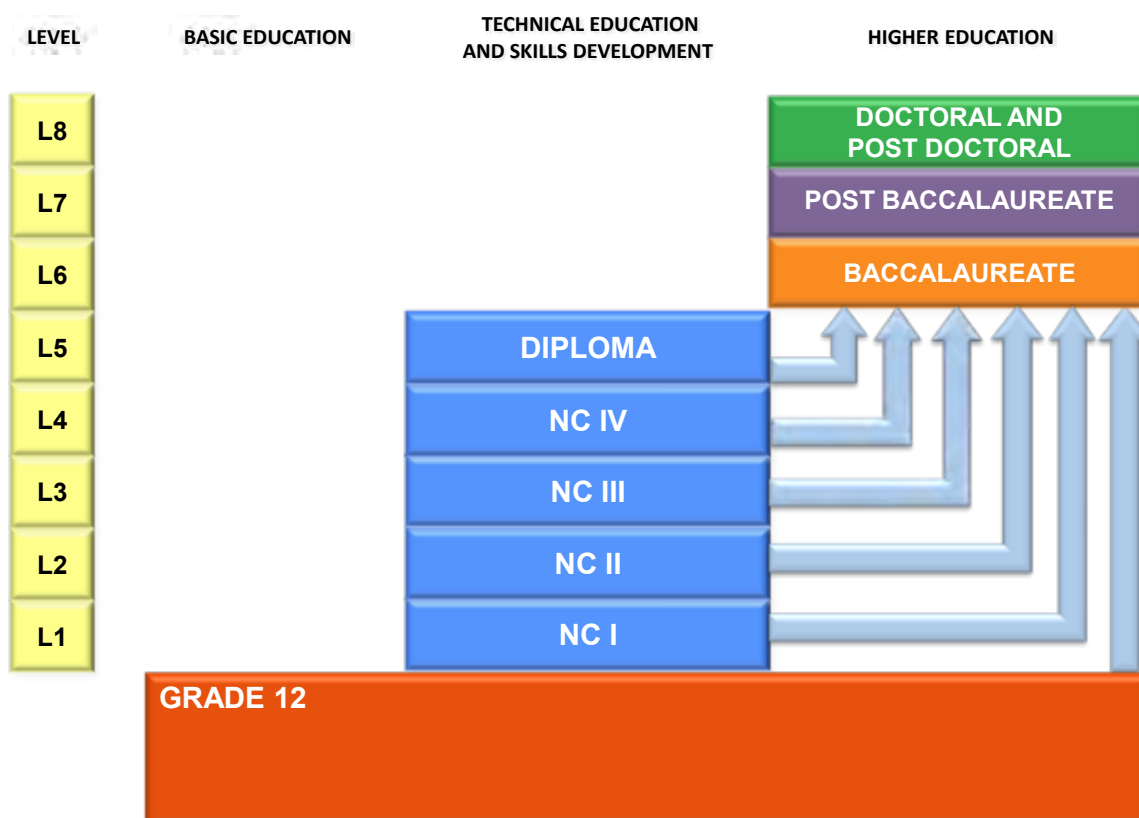 LEVEL
BASIC EDUCATION
TECHNICAL EDUCATION
AND SKILLS DEVELOPMENT
HIGHER EDUCATION
L8
DOCTORAL AND
POST DOCTORAL
L7
POST BACCALAUREATE
L6
BACCALAUREATE
L5
DIPLOMA
L4
NC IV
L3
NC III
L2
NC II
L1
NC I
GRADE 12